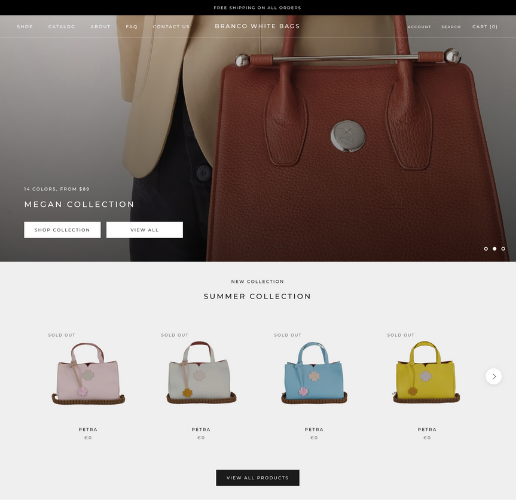 FREE SHIPPING ON ALL ORDERS
SHOP CATALOG ABOUT FAQ CONTACT US BRANCO WHITE BAGS ACCOUNT SEARCH CART (0)
14 COLORS, FROM $89
MEGAN COLLECTION
SHOP COLLECTION VIEW ALL
NEW COLLECTION
SUMMER COLLECTION
SOLD OUT SOLD OUT SOLD OUT SOLD OUT
PETRA PETRA PETRA PETRA
€0 €0 €0 €0
VIEW ALL PRODUCTS